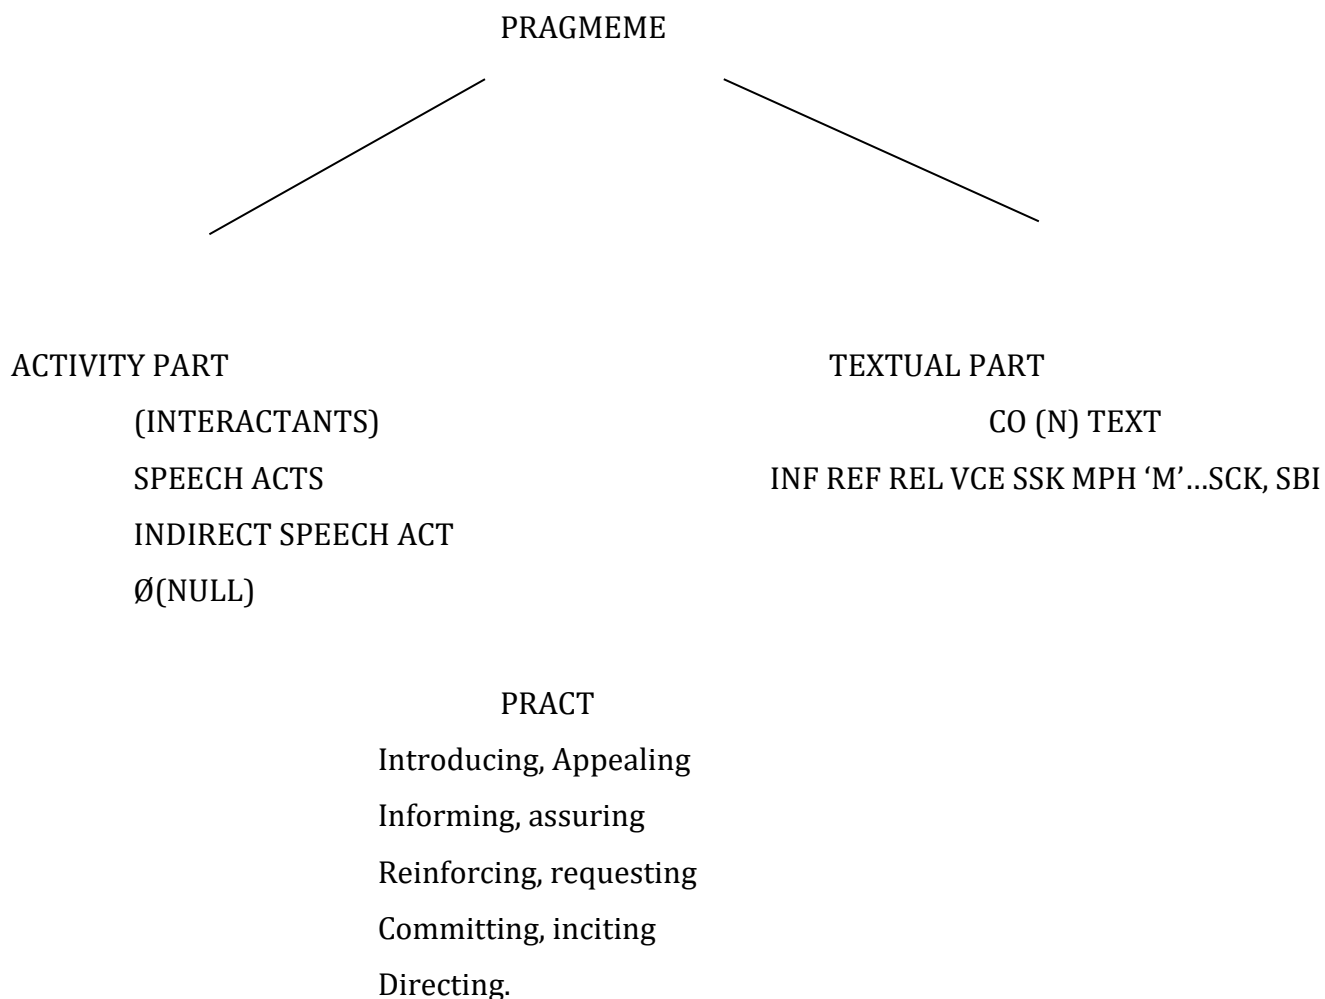 PRAGMEME
ACTIVITY PART TEXTUAL PART
(INTERACTANTS) CO (N) TEXT
SPEECH ACTS INF REF REL VCE SSK MPH ‘M’…SCK, SBI
INDIRECT SPEECH ACT
Ø(NULL)
PRACT
Introducing, Appealing
Informing, assuring
Reinforcing, requesting
Committing, inciting
Directing.